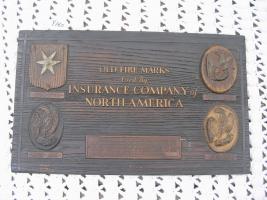 OLD FIRE MARKS
Used By
INSURANCE COMPANY of
NORTH AMERICA